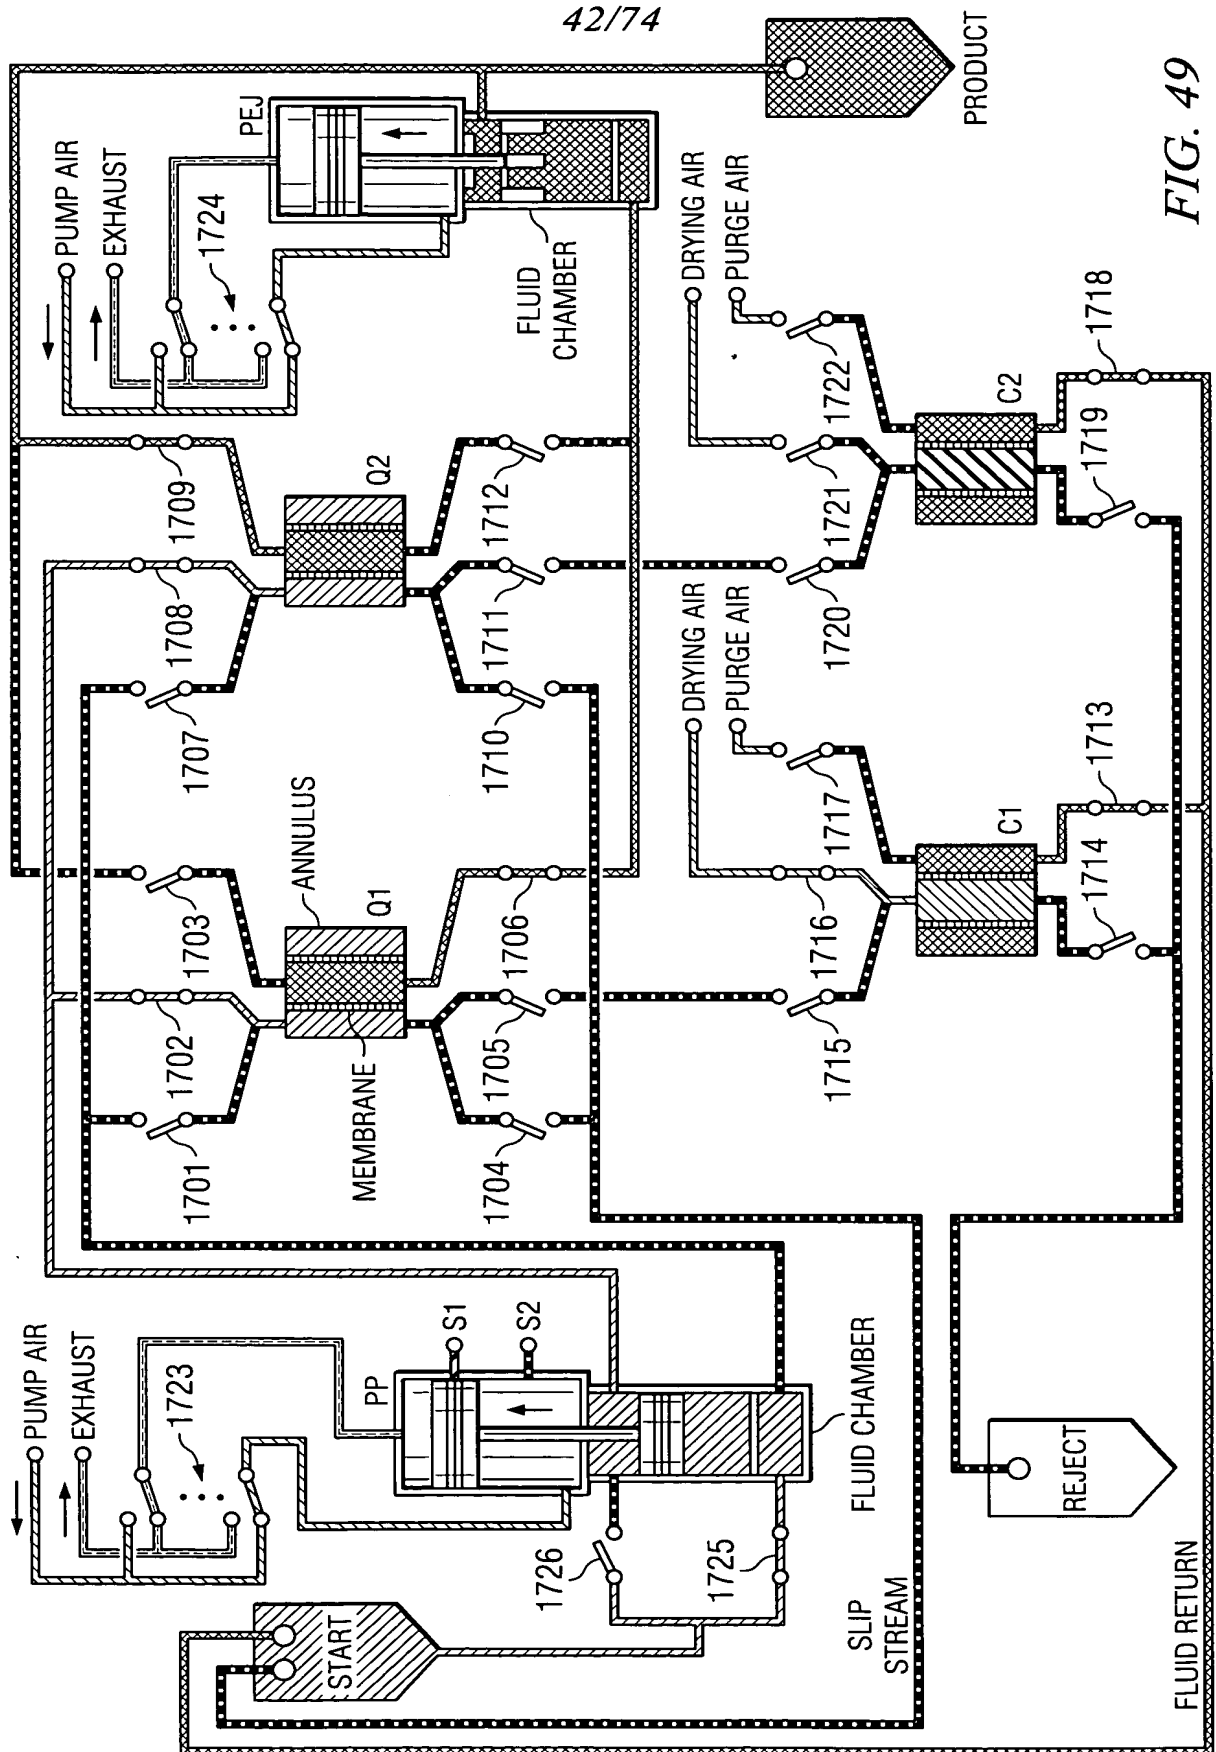 42/74
PUMP AIR
EXHAUST
1723
START
PP
S1
S2
1726
1725
FLUID CHAMBER
SLIP
STREAM
REJECT
FLUID RETURN
1701
1702
1703
MEMBRANE
ANNULUS
Q1
1704
1705
1706
1707
1708
1709
Q2
1710
1711
1712
PUMP AIR
EXHAUST
1724
PEJ
FLUID
CHAMBER
PRODUCT
DRYING AIR
PURGE AIR
1715
1716
1717
C1
1714
1713
DRYING AIR
PURGE AIR
1720
1721
1722
C2
1719
1718
FIG. 49